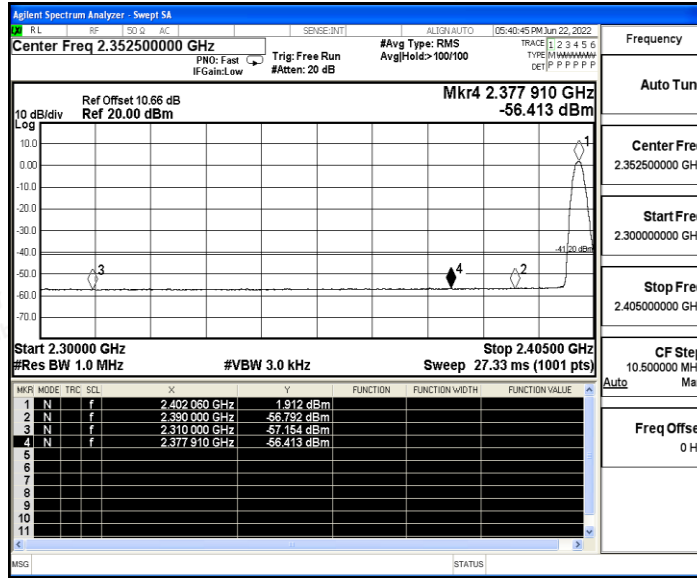 Agilent Spectrum Analyzer - Swept SA
RL RF 50 Ω AC SENSE:INT ALIGN AUTO 05:40:45 PM Jun 22, 2022
Center Freq 2.352500000 GHz #Avg Type: RMS TRACE 1 2 3 4 5 6
PNO: Fast Trig: Free Run Avg|Hold:> 100/100 TYPE M WWWWW
IFGain:Low #Atten: 20 dB DET P P P P P P
Mkr4 2.377 910 GHz
Ref Offset 10.66 dB
10 dB/div Ref 20.00 dBm -56.413 dBm
Log
10.0
0.00
-10.0
-20.0
-30.0
-40.0
-50.0
-60.0
-70.0
1
-41.20 dBm
3
4
2
Start 2.30000 GHz Stop 2.40500 GHz
#Res BW 1.0 MHz #VBW 3.0 kHz Sweep 27.33 ms (1001 pts)
MKR MODE TRC SCL X Y FUNCTION FUNCTION WIDTH FUNCTION VALUE
1 N f 2.402 060 GHz 1.912 dBm
2 N f 2.390 000 GHz -56.792 dBm
3 N f 2.310 000 GHz -57.154 dBm
4 N f 2.377 910 GHz -56.413 dBm
5
6
7
8
9
10
11
MSG STATUS
Frequency
Auto Tun
Center Fre
2.352500000 GH
Start Fre
2.300000000 GH
Stop Fre
2.405000000 GH
CF Step
10.500000 MH
Auto Ma
Freq Offse
0 H